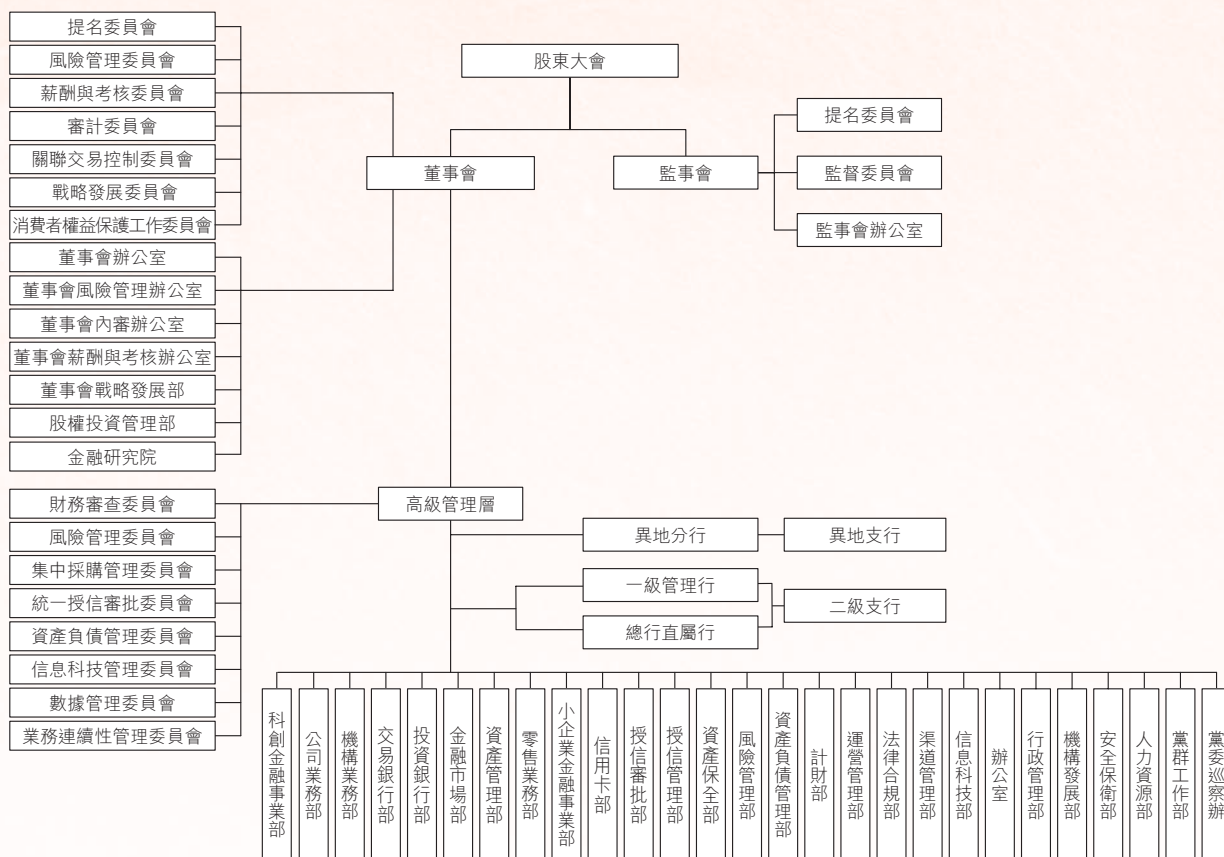 股東大會
董事會
監事會
提名委員會
監督委員會
監事會辦公室
提名委員會
風險管理委員會
薪酬與考核委員會
審計委員會
關聯交易控制委員會
戰略發展委員會
消費者權益保護工作委員會
董事會辦公室
董事會風險管理辦公室
董事會內審辦公室
董事會薪酬與考核辦公室
董事會戰略發展部
股權投資管理部
金融研究院
高級管理層
財務審查委員會
風險管理委員會
集中採購管理委員會
統一授信審批委員會
資產負債管理委員會
信息科技管理委員會
數據管理委員會
業務連續性管理委員會
異地分行
異地支行
一級管理行
總行直屬行
二級支行
科創金融事業部
公司業務部
機構業務部
交易銀行部
投資銀行部
金融市場部
資產管理部
零售業務部
小企業金融事業部
信用卡部
授信審批部
授信管理部
資產保全部
風險管理部
資產負債管理部
計財部
運營管理部
法律合規部
渠道管理部
信息科技部
辦公室
行政管理部
機構發展部
安全保衛部
人力資源部
黨群工作部
黨委巡察辦